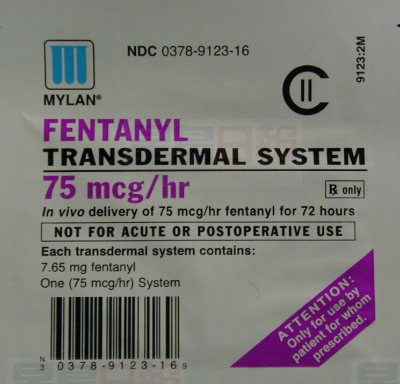 NDC 0378-9123-16
9123:2M
MYLAN®
CII
FENTANYL
TRANSDERMAL SYSTEM
75 mcg/hr
Rx only
In vivo delivery of 75 mcg/hr fentanyl for 72 hours
NOT FOR ACUTE OR POSTOPERATIVE USE
Each transdermal system contains:
7.65 mg fentanyl
One (75 mcg/hr) System
ATTENTION:
Only for use by
patient for whom
prescribed.
N
3 0378-9123-16 9